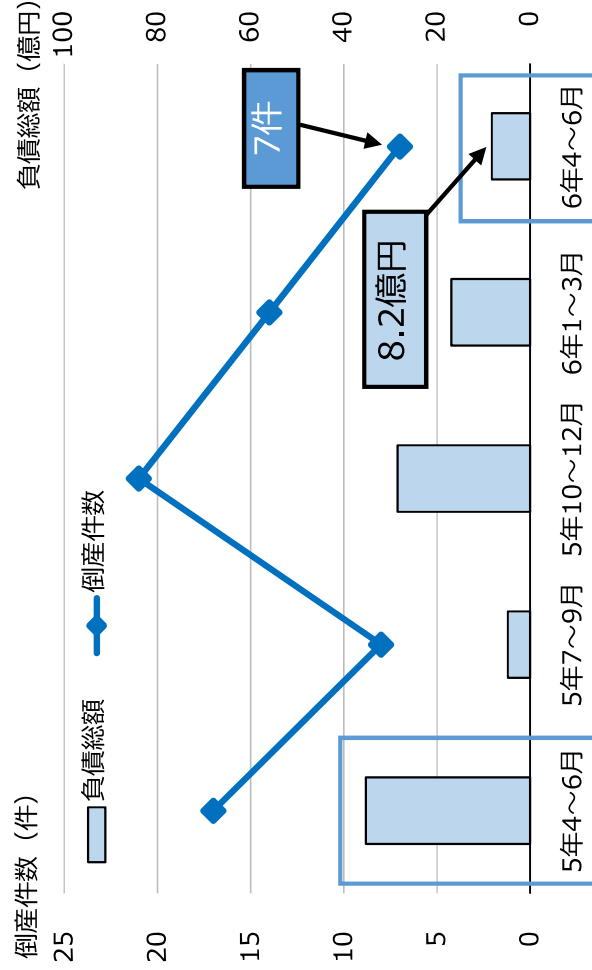 倒産件数（件）
負債総額（億円）
負債総額
倒産件数
25
20
15
10
5
0
100
80
60
40
20
0
7件
8.2億円
5年4～6月
5年7～9月
5年10～12月
6年1～3月
6年4～6月